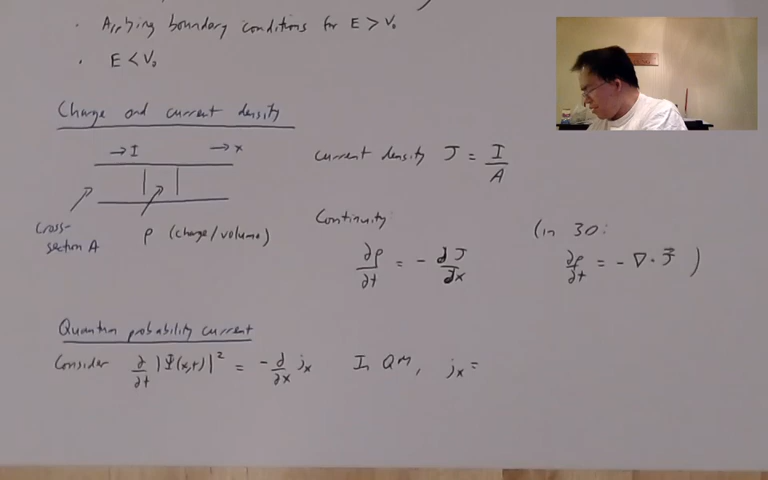 · Applying boundary conditions for E > V₀
· E < V₀
Charge and current density
→ I → x
current density J = I/A
Cross-section A
ρ (charge/volume)
Continuity
∂ρ/∂t = - ∂J/∂x
(in 3D:
∂ρ/∂t = - ∇ · J⃗ )
Quantum probability current
Consider ∂/∂t |Ψ(x,t)|² = - ∂/∂x jₓ In QM, jₓ =